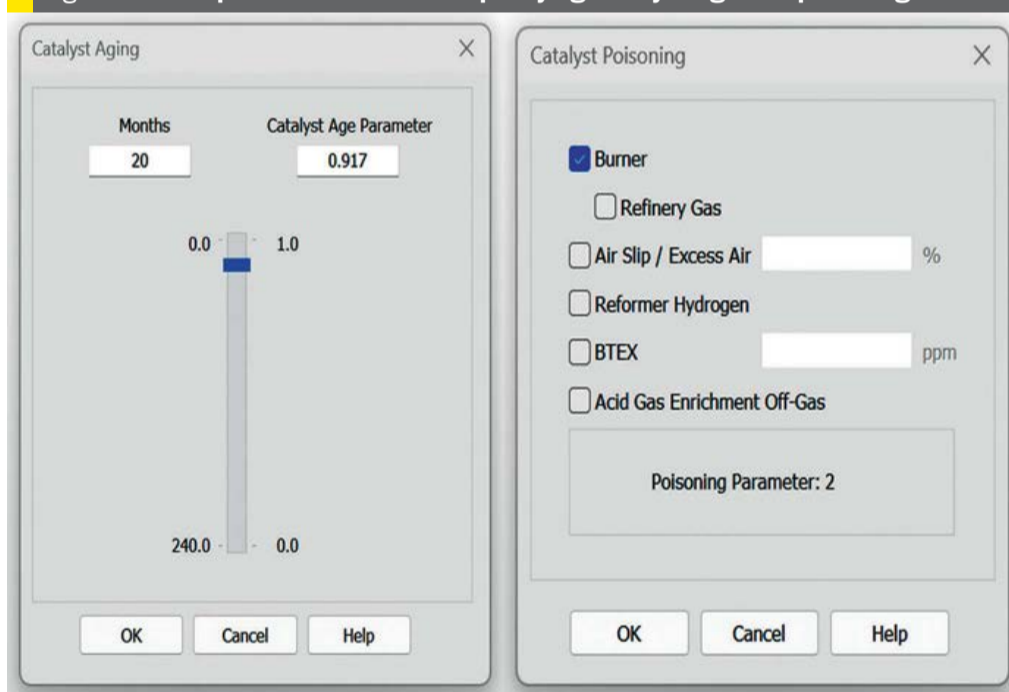 Catalyst Aging
Months Catalyst Age Parameter
20 0.917
0.0 1.0
240.0 0.0
OK Cancel Help
Catalyst Poisoning
Burner
Refinery Gas
Air Slip / Excess Air %
Reformer Hydrogen
BTEX ppm
Acid Gas Enrichment Off-Gas
Poisoning Parameter: 2
OK Cancel Help